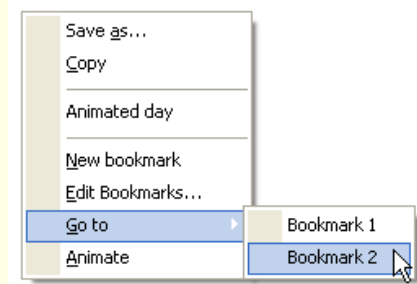 Save as...
Copy
Animated day
New bookmark
Edit Bookmarks...
Go to
Bookmark 1
Animate
Bookmark 2